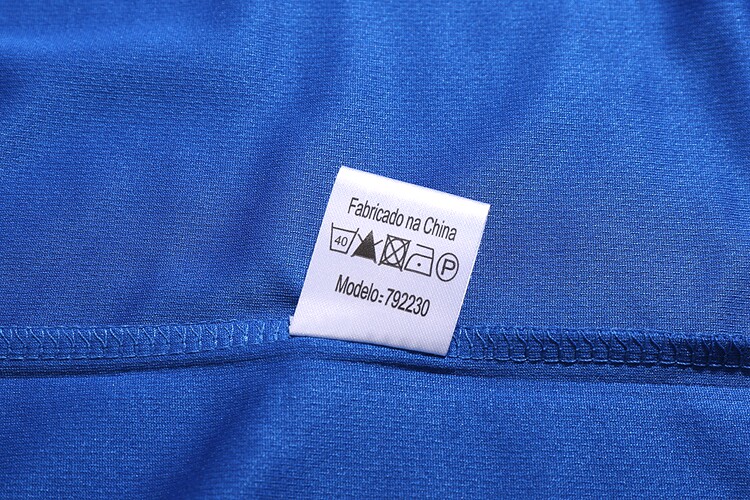 Fabricado na China
40 P
Modelo: 792230